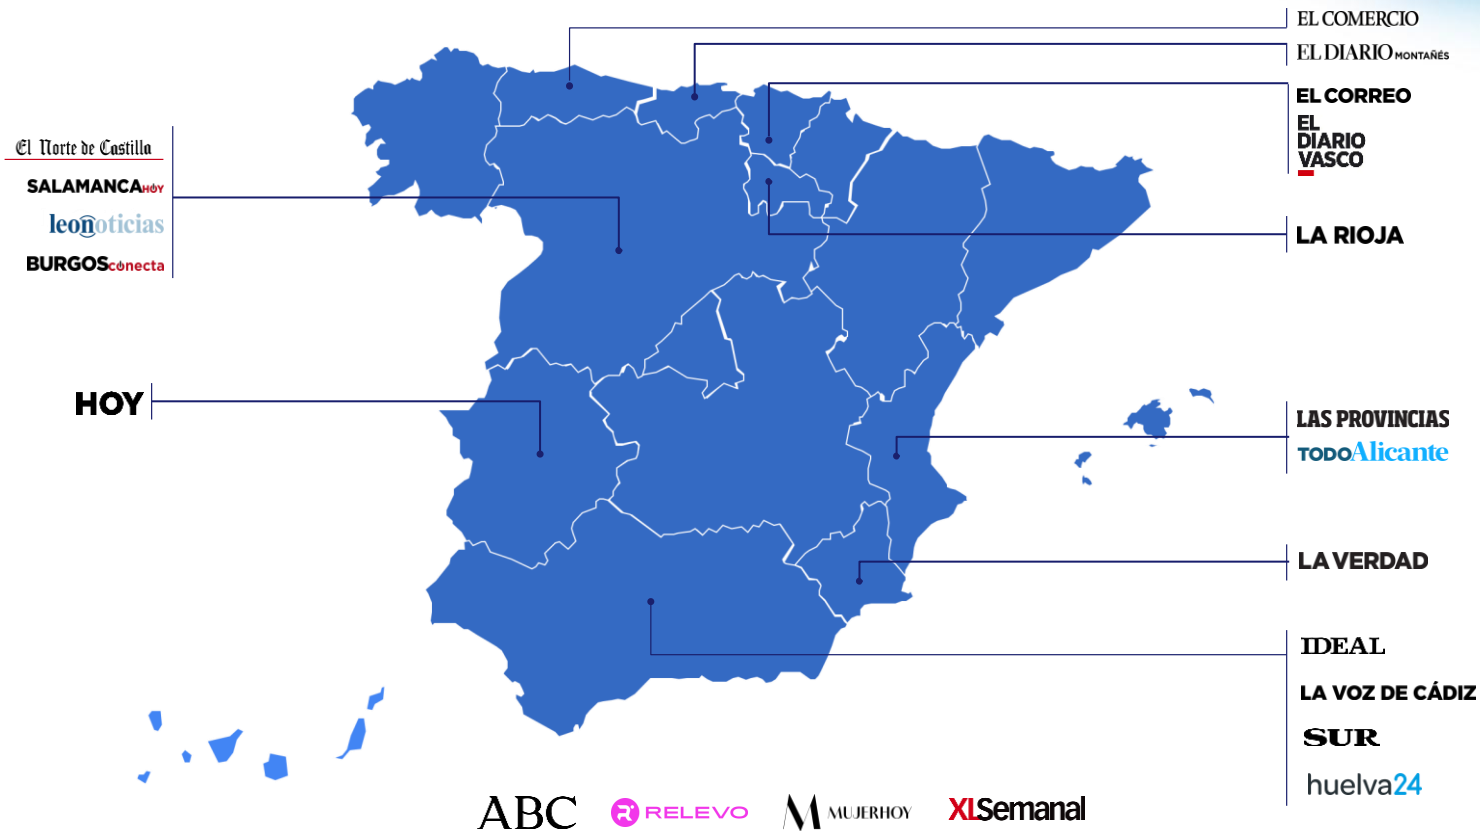 EL COMERCIO
EL DIARIO MONTAÑÉS
EL CORREO
EL
DIARIO
VASCO
El Norte de Castilla
SALAMANCAHOY
leonoticias
BURGOSconecta
LA RIOJA
HOY
LAS PROVINCIAS
TODOAlicante
LA VERDAD
IDEAL
LA VOZ DE CÁDIZ
SUR
huelva24
ABC
RELEVO
MUJERHOY
XLSemanal